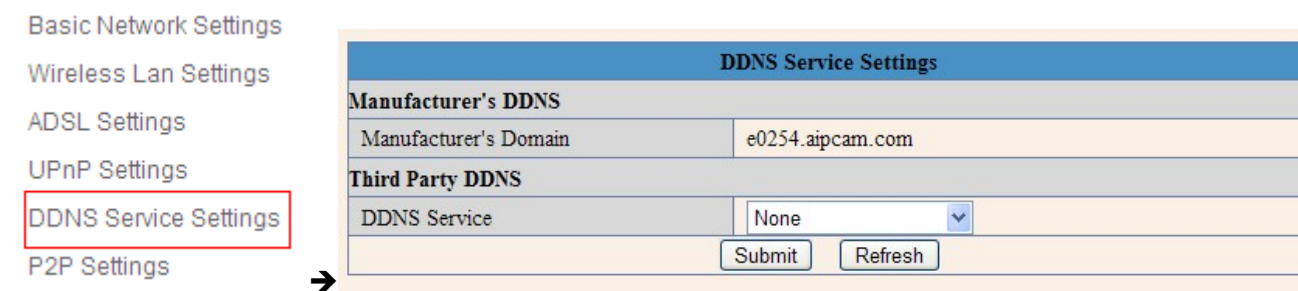 Basic Network Settings
Wireless Lan Settings
ADSL Settings
UPnP Settings
DDNS Service Settings
P2P Settings
➔
DDNS Service Settings
Manufacturer's DDNS
Manufacturer's Domain e0254.aipcam.com
Third Party DDNS
DDNS Service None
Submit Refresh